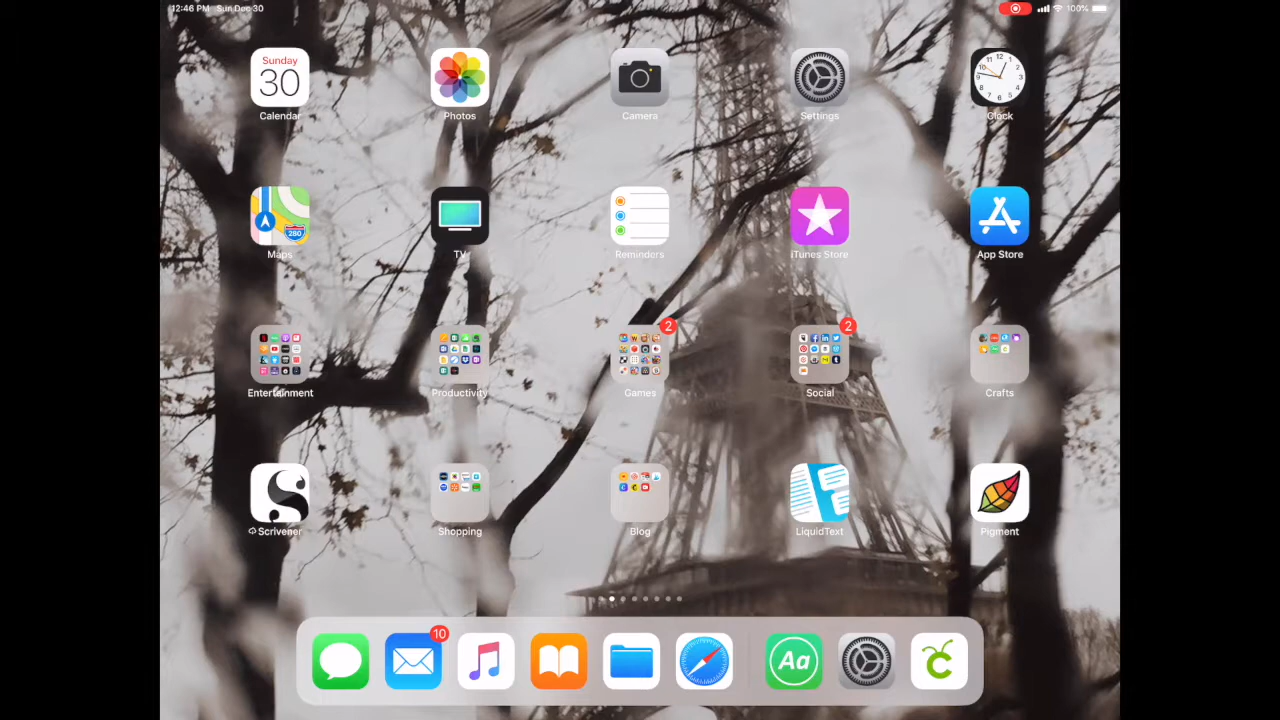 12:46 PM Sun Dec 30
100%
Sunday
30
Calendar
Photos
Camera
Settings
Clock
280
Maps
TV
Reminders
iTunes Store
App Store
Entertainment
Productivity
2
Games
2
Social
Crafts
Scrivener
Shopping
Blog
LiquidText
Pigment
10
Aa